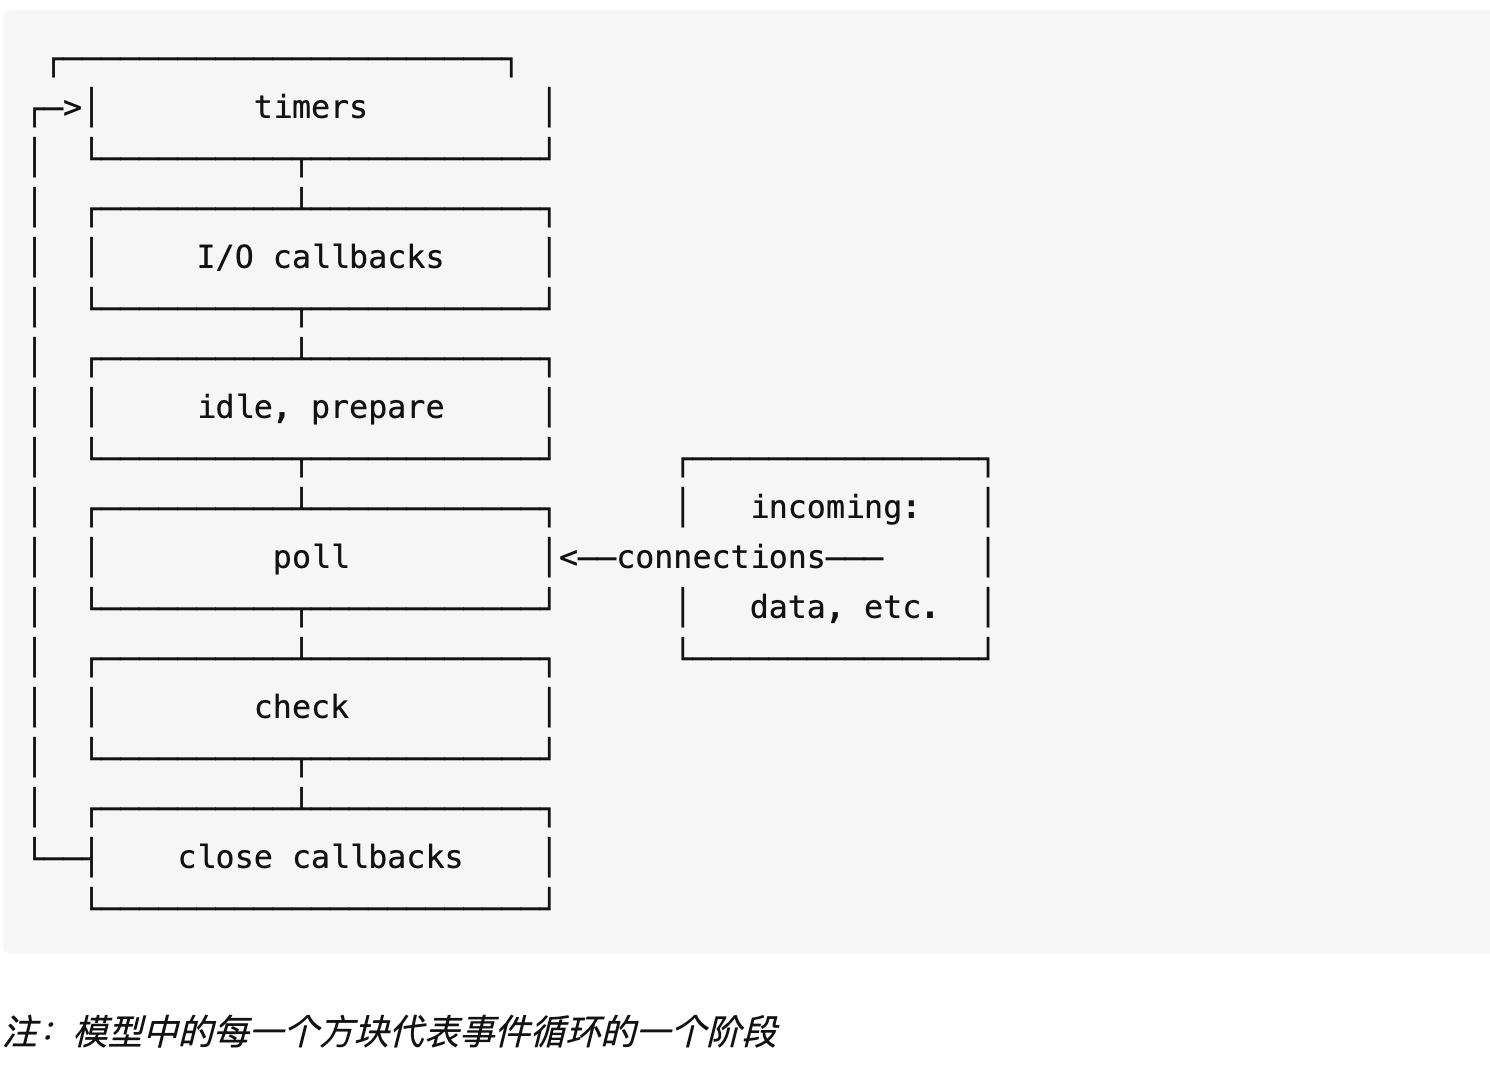 timers
I/O callbacks
idle, prepare
incoming:
poll
<──connections───
data, etc.
check
close callbacks
注：模型中的每一个方块代表事件循环的一个阶段